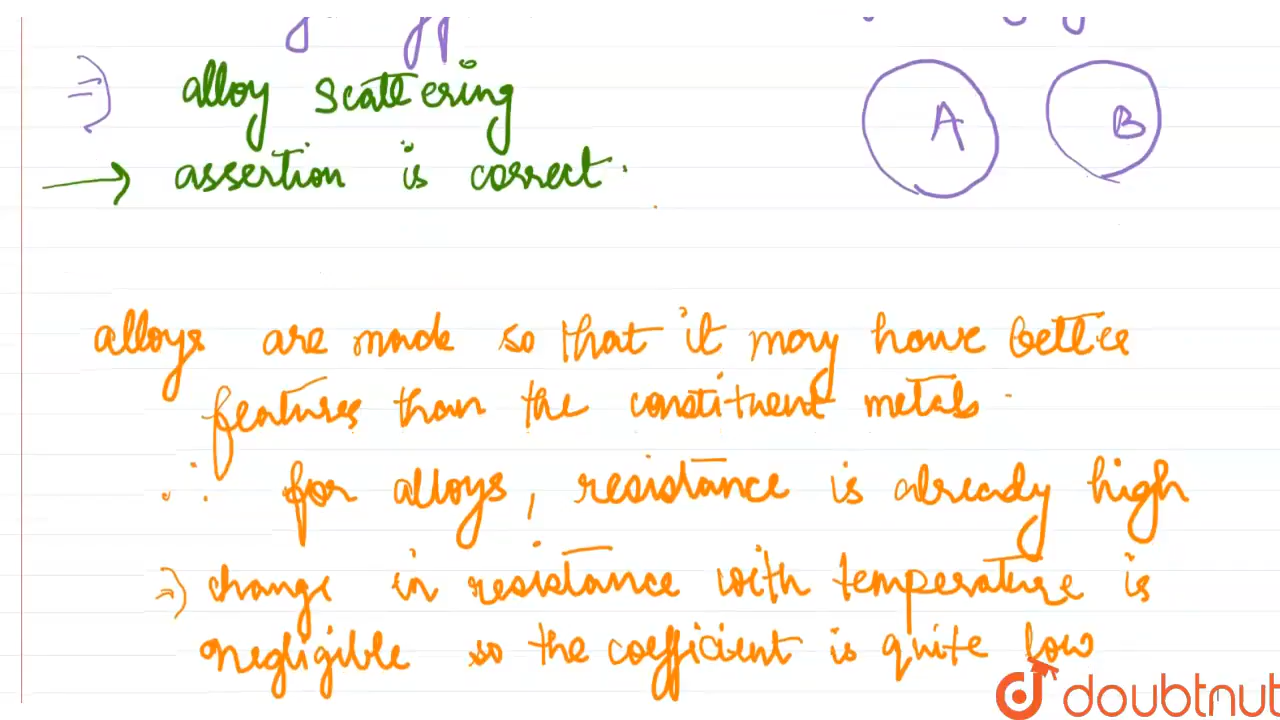 ⇒ alloy scattering
A B
→ assertion is correct.
alloys are made so that it may have better
features than the constituent metals.
∴ for alloys, resistance is already high
⇒ change in resistance with temperature is
negligible so the coefficient is quite low
doubtnut